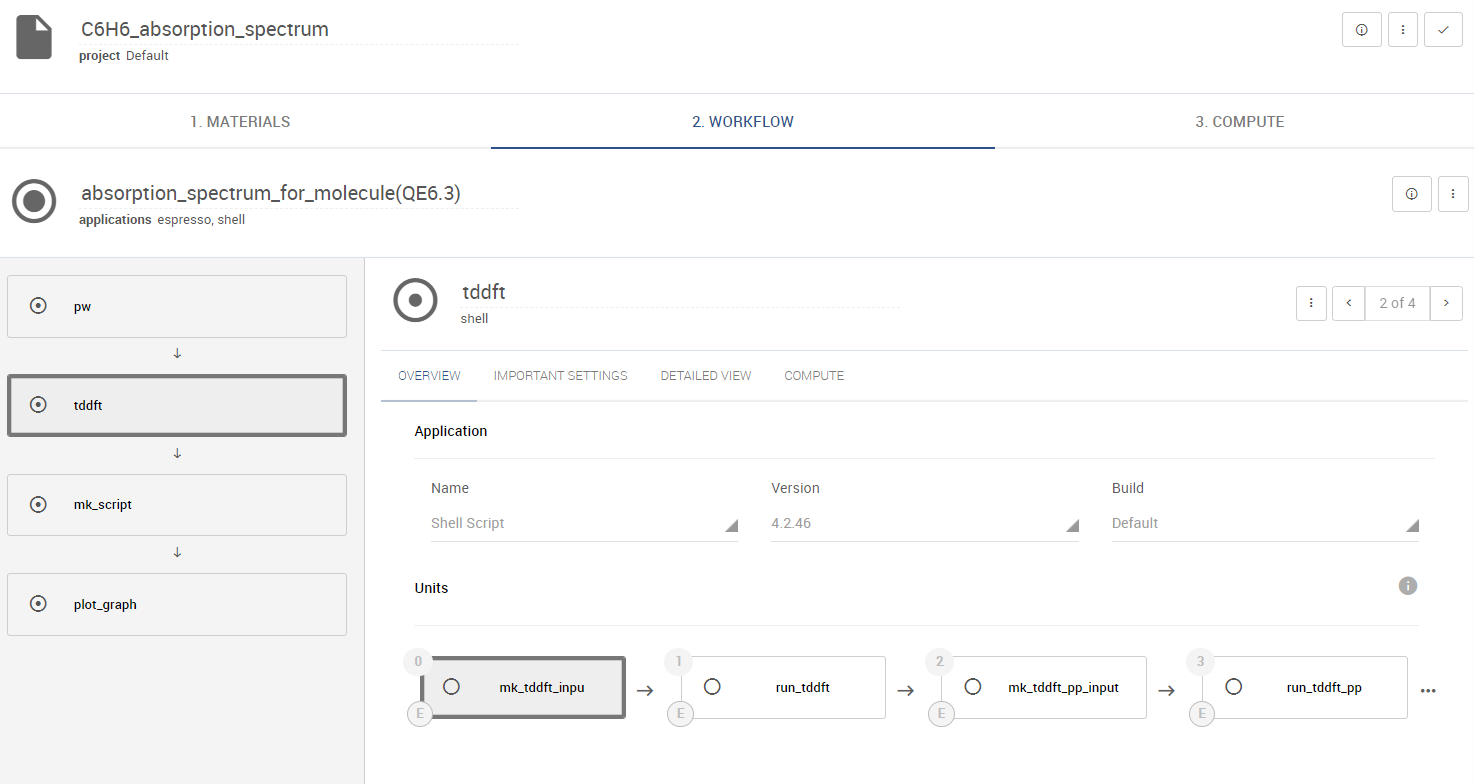 C6H6_absorption_spectrum
project Default
1. MATERIALS
2. WORKFLOW
3. COMPUTE
absorption_spectrum_for_molecule(QE6.3)
applications espresso, shell
pw
tddft
mk_script
plot_graph
tddft
shell
2 of 4
OVERVIEW
IMPORTANT SETTINGS
DETAILED VIEW
COMPUTE
Application
Name
Version
Build
Shell Script
4.2.46
Default
Units
0
mk_tddft_inpu
E
1
run_tddft
E
2
mk_tddft_pp_input
E
3
run_tddft_pp
E